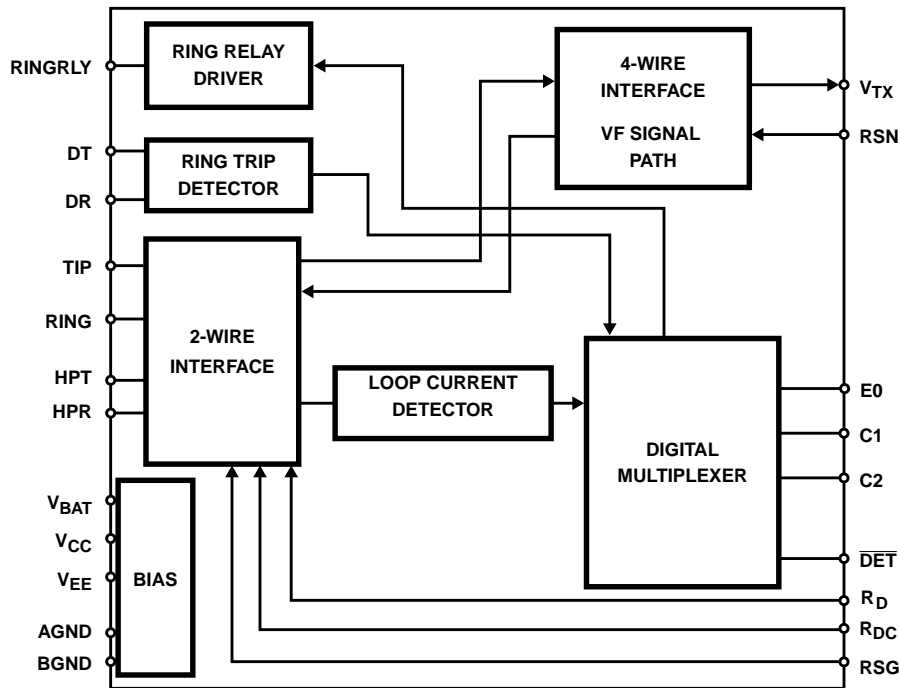 RINGRLY
RING RELAY
DRIVER
4-WIRE
INTERFACE
VF SIGNAL
PATH
VTX
RSN
DT
DR
RING TRIP
DETECTOR
TIP
RING
HPT
HPR
2-WIRE
INTERFACE
LOOP CURRENT
DETECTOR
DIGITAL
MULTIPLEXER
E0
C1
C2
DET
VBAT
VCC
VEE
AGND
BGND
BIAS
RD
RDC
RSG